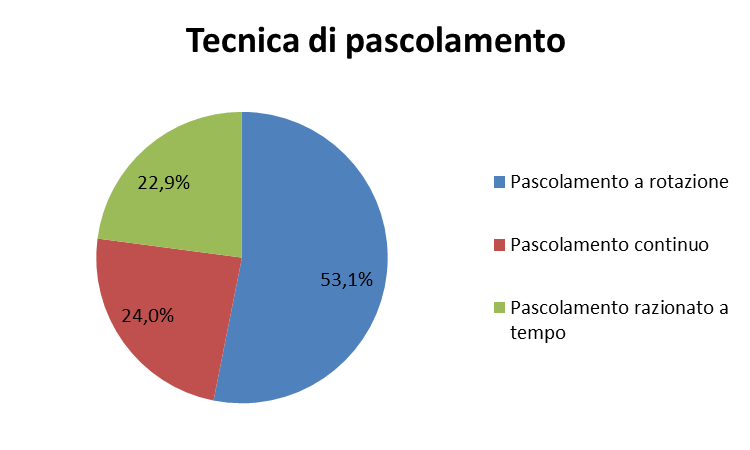 Tecnica di pascolamento
22,9%
53,1%
24,0%
Pascolamento a rotazione
Pascolamento continuo
Pascolamento razionato a
tempo